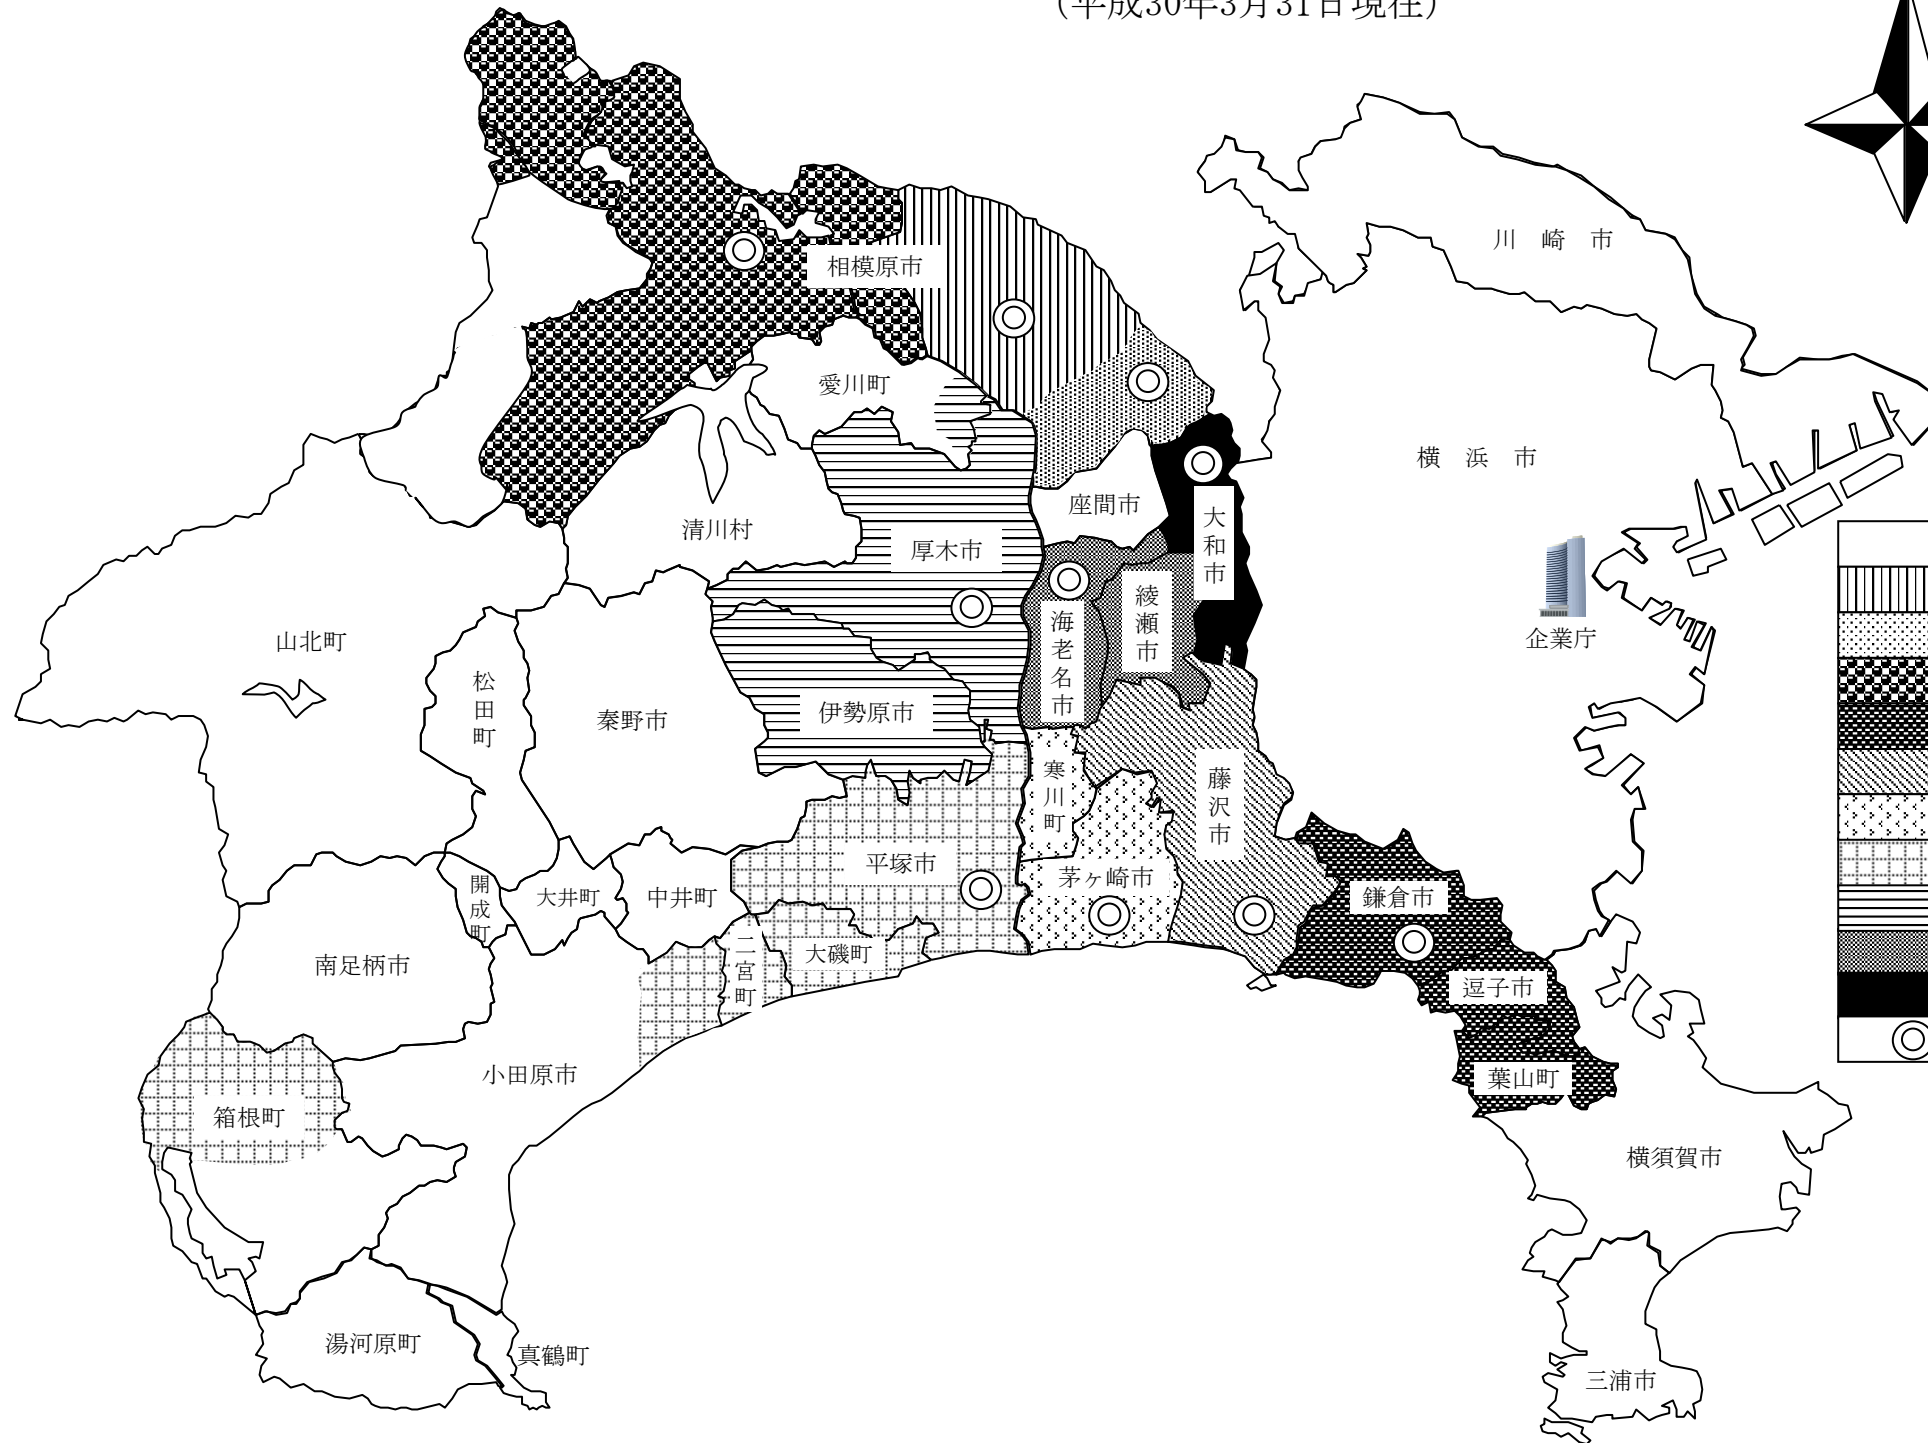 （平成30年3月31日現在）
川崎市
相模原市
愛川町
横浜市
座間市
大和市
清川村
厚木市
綾瀬市
海老名市
企業庁
山北町
松田町
秦野市
伊勢原市
寒川町
藤沢市
平塚市
茅ヶ崎市
開成町
大井町
中井町
鎌倉市
二宮町
大磯町
南足柄市
逗子市
小田原市
葉山町
箱根町
横須賀市
湯河原町
真鶴町
三浦市